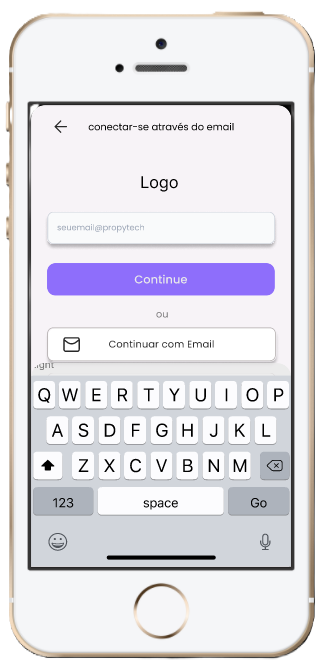 conectar-se através do email
Logo
seuemail@propytech
Continue
ou
Continuar com Email
.ight
Q W E R T Y U I O P
A S D F G H J K L
Z X C V B N M
123 space Go